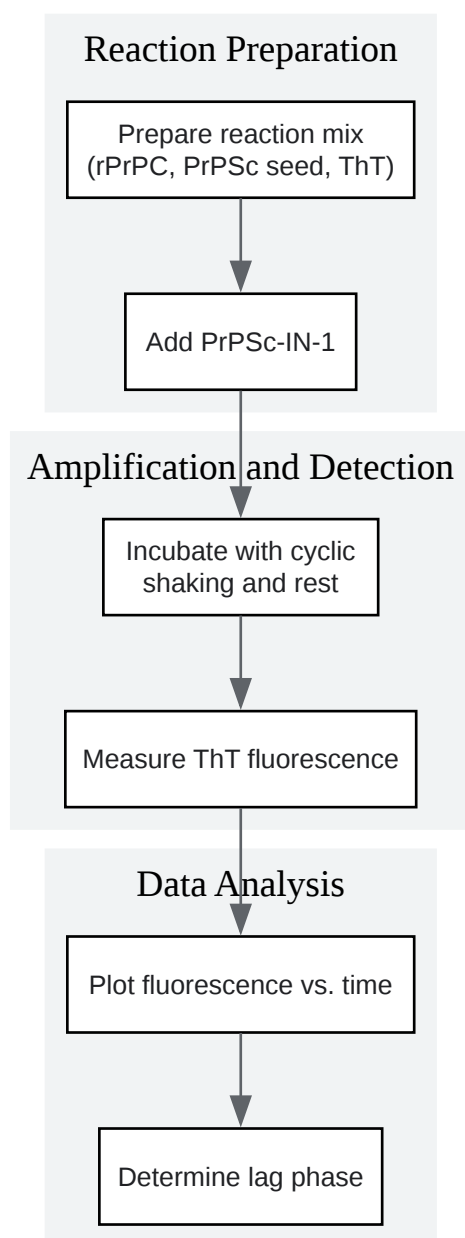 Reaction Preparation
Prepare reaction mix
(rPrPC, PrPSc seed, ThT)
Add PrPSc-IN-1
Amplification and Detection
Incubate with cyclic
shaking and rest
Measure ThT fluorescence
Data Analysis
Plot fluorescence vs. time
Determine lag phase